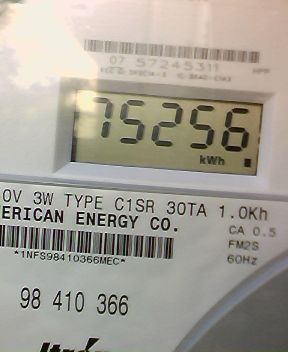 07 57245311
75256
kWh
0V 3W TYPE C1SR 30TA 1.0Kh
ERICAN ENERGY CO.
CA 0.5
FM2S
60Hz
*1NFS98410366MEC*
98 410 366
Itron